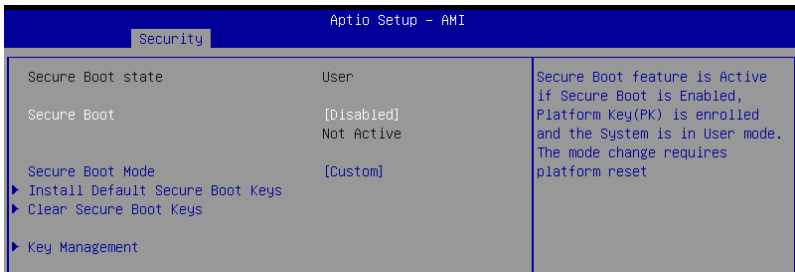 Aptio Setup – AMI
Security
Secure Boot state User
Secure Boot [Disabled]
Not Active
Secure Boot Mode [Custom]
Install Default Secure Boot Keys
Clear Secure Boot Keys
Key Management
Secure Boot feature is Active
if Secure Boot is Enabled,
Platform Key(PK) is enrolled
and the System is in User mode.
The mode change requires
platform reset